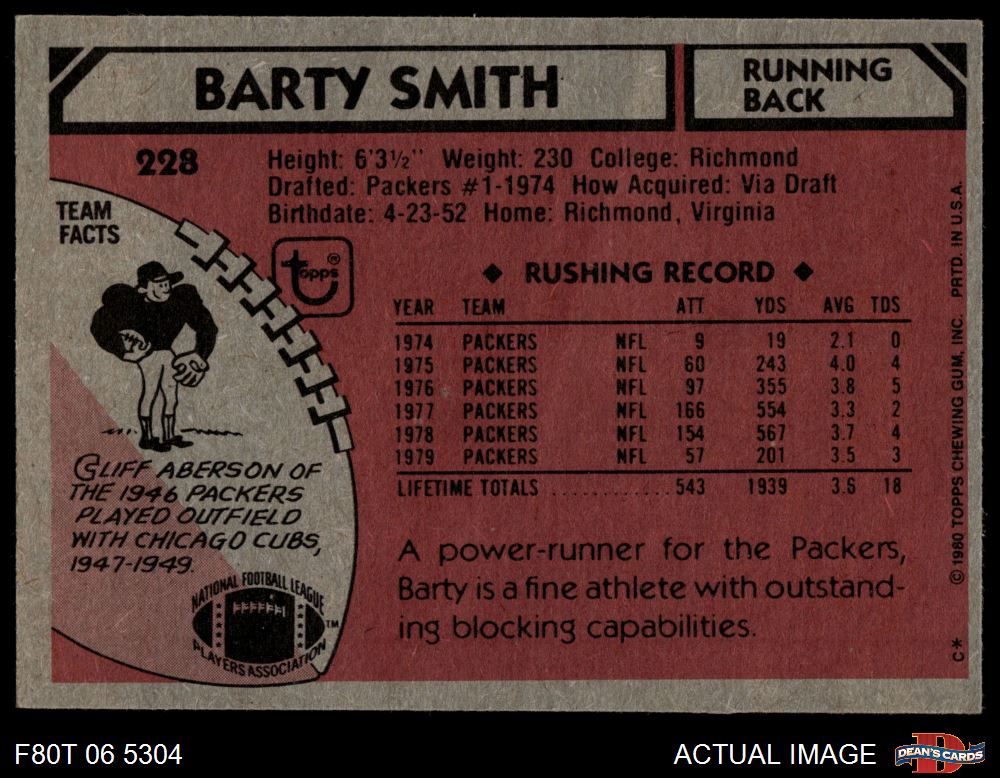 BARTY SMITH
RUNNING
BACK
228
Height: 6'3½" Weight: 230 College: Richmond
Drafted: Packers #1-1974 How Acquired: Via Draft
Birthdate: 4-23-52 Home: Richmond, Virginia
TEAM
FACTS
topps®
◆ RUSHING RECORD ◆
YEAR TEAM ATT YDS AVG TDS
1974 PACKERS NFL 9 19 2.1 0
1975 PACKERS NFL 60 243 4.0 4
1976 PACKERS NFL 97 355 3.8 5
1977 PACKERS NFL 166 554 3.3 2
1978 PACKERS NFL 154 567 3.7 4
1979 PACKERS NFL 57 201 3.5 3
LIFETIME TOTALS ............ 543 1939 3.6 18
CLIFF ABERSON OF
THE 1946 PACKERS
PLAYED OUTFIELD
WITH CHICAGO CUBS,
1947-1949.
NATIONAL FOOTBALL LEAGUE
PLAYERS ASSOCIATION
TM
A power-runner for the Packers,
Barty is a fine athlete with outstand-
ing blocking capabilities.
C* © 1980 TOPPS CHEWING GUM, INC. PRTD. IN U.S.A.
F80T 06 5304
ACTUAL IMAGE
D
DEAN'S CARDS